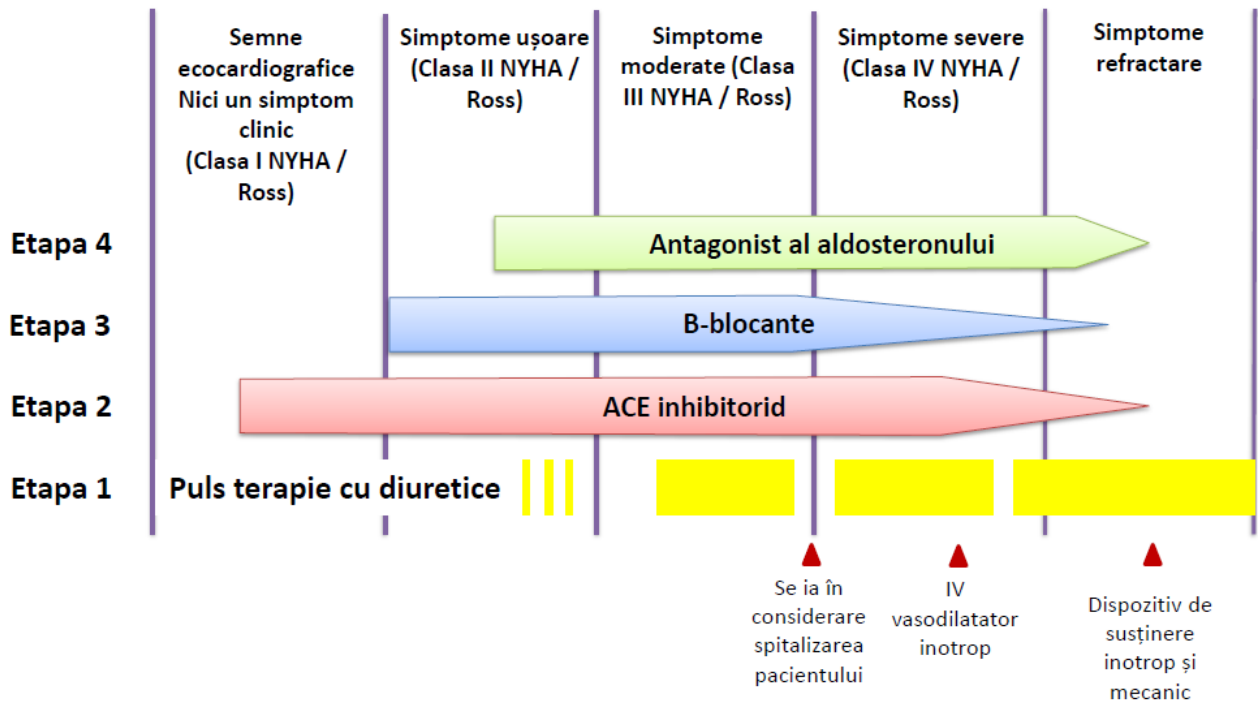 Semne
ecocardiografice
Nici un simptom
clinic
(Clasa I NYHA /
Ross)
Simptome ușoare
(Clasa II NYHA /
Ross)
Simptome
moderate (Clasa
III NYHA / Ross)
Simptome severe
(Clasa IV NYHA /
Ross)
Simptome
refractare
Etapa 4
Antagonist al aldosteronului
Etapa 3
B-blocante
Etapa 2
ACE inhibitorid
Etapa 1
Puls terapie cu diuretice
Se ia în
considerare
spitalizarea
pacientului
IV
vasodilatator
inotrop
Dispozitiv de
susținere
inotrop și
mecanic